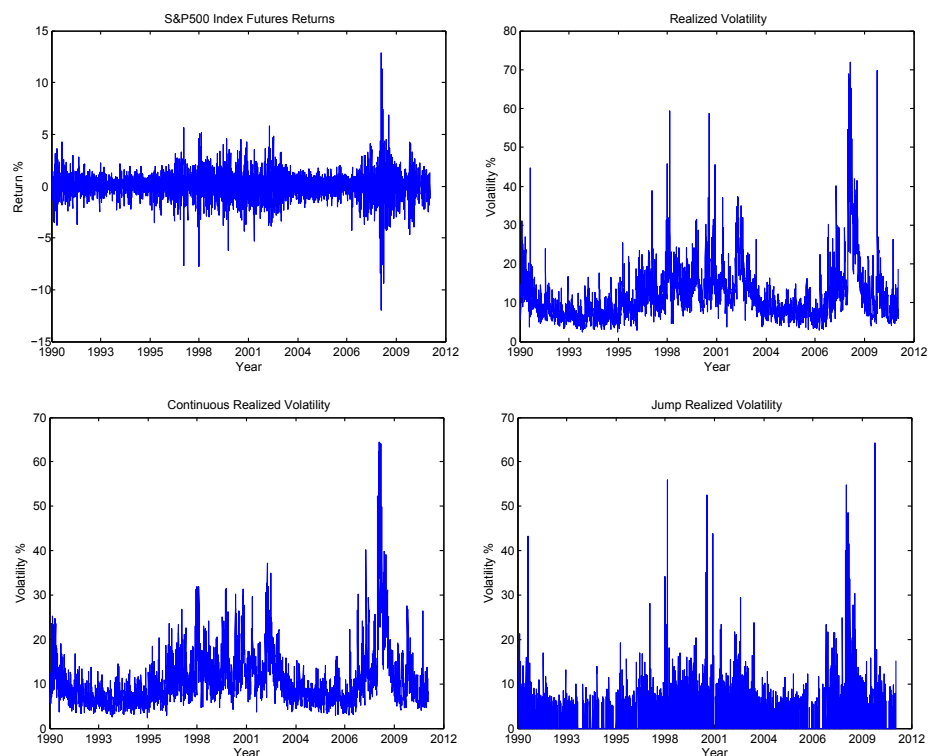 S&P500 Index Futures Returns
15
10
5
0
−5
−10
−15
Return %
1990 1993 1995 1998 2001 2004 2006 2009 2012
Year
Realized Volatility
80
70
60
50
40
30
20
10
0
Volatility %
1990 1993 1995 1998 2001 2004 2006 2009 2012
Year
Continuous Realized Volatility
70
60
50
40
30
20
10
0
Volatility %
1990 1993 1995 1998 2001 2004 2006 2009 2012
Year
Jump Realized Volatility
70
60
50
40
30
20
10
0
Volatility %
1990 1993 1995 1998 2001 2004 2006 2009 2012
Year